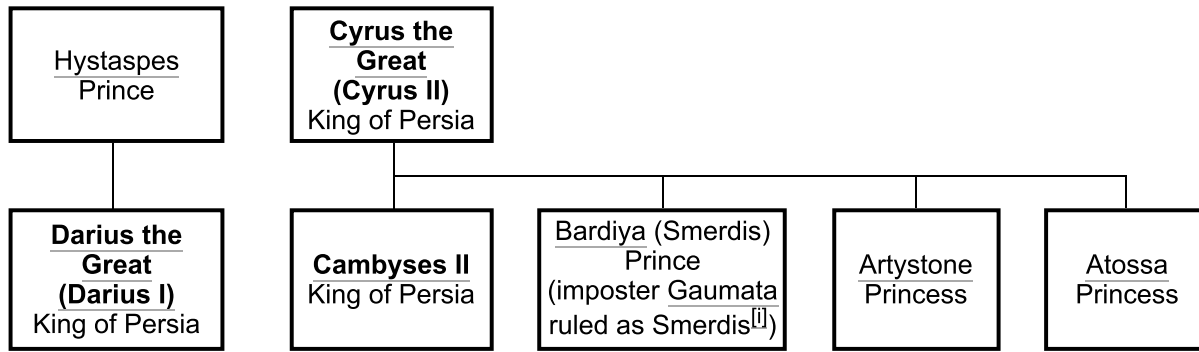 Hystaspes
Prince
Cyrus the
Great
(Cyrus II)
King of Persia
Darius the
Great
(Darius I)
King of Persia
Cambyses II
King of Persia
Bardiya (Smerdis)
Prince
(imposter Gaumata
ruled as Smerdis[i])
Artystone
Princess
Atossa
Princess